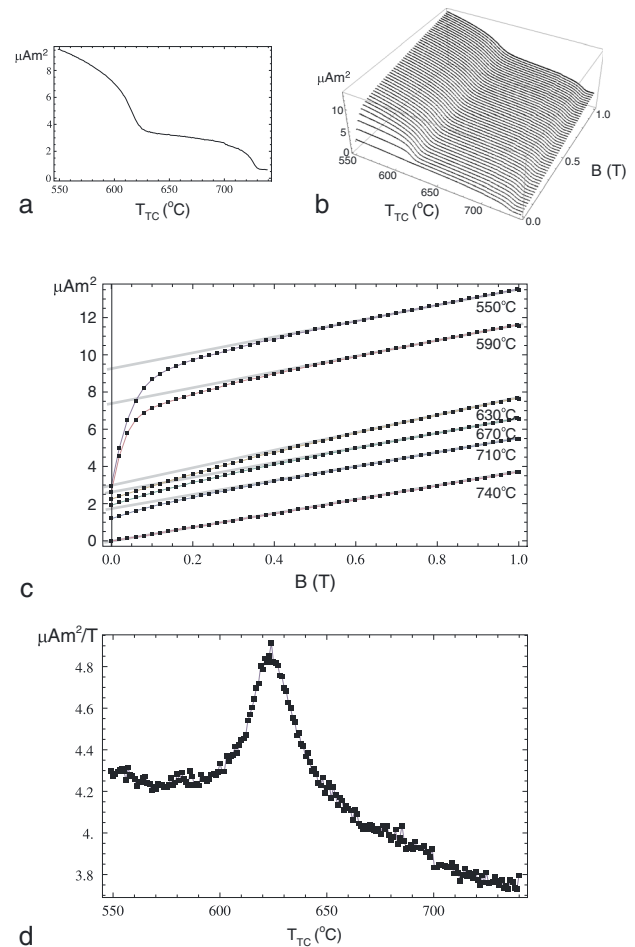 μAm²
8
6
4
2
0
550 600 650 700
T_TC (°C)
a
μAm²
10
5
0
550
600
650
700
T_TC (°C)
0.0
0.5
1.0
B (T)
b
μAm²
12
10
8
6
4
2
0
550°C
590°C
630°C
670°C
710°C
740°C
0.0 0.2 0.4 0.6 0.8 1.0
B (T)
c
μAm²/T
4.8
4.6
4.4
4.2
4.
3.8
550 600 650 700
T_TC (°C)
d